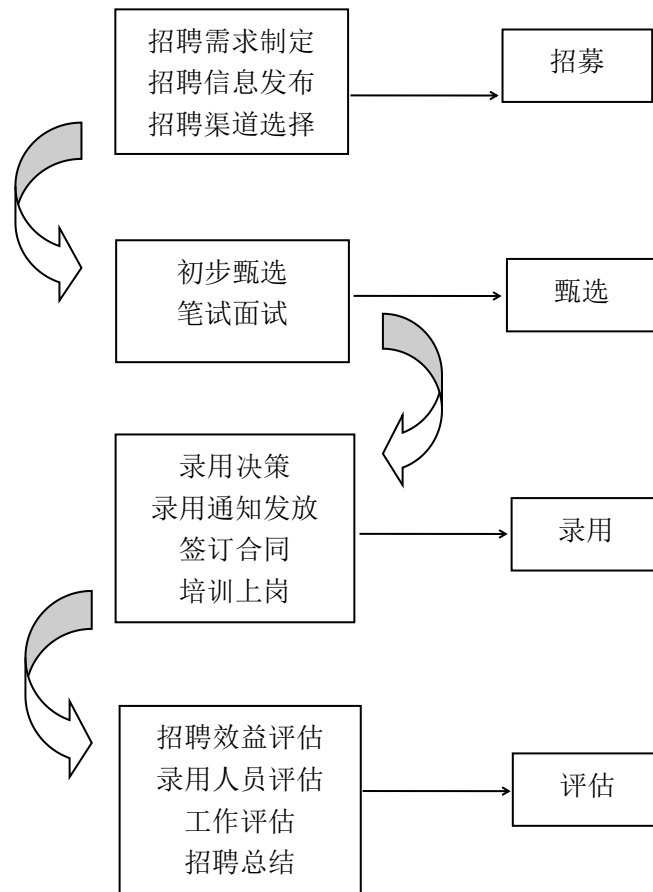 招聘需求制定
招聘信息发布
招聘渠道选择
招募
初步甄选
笔试面试
甄选
录用决策
录用通知发放
签订合同
培训上岗
录用
招聘效益评估
录用人员评估
工作评估
招聘总结
评估